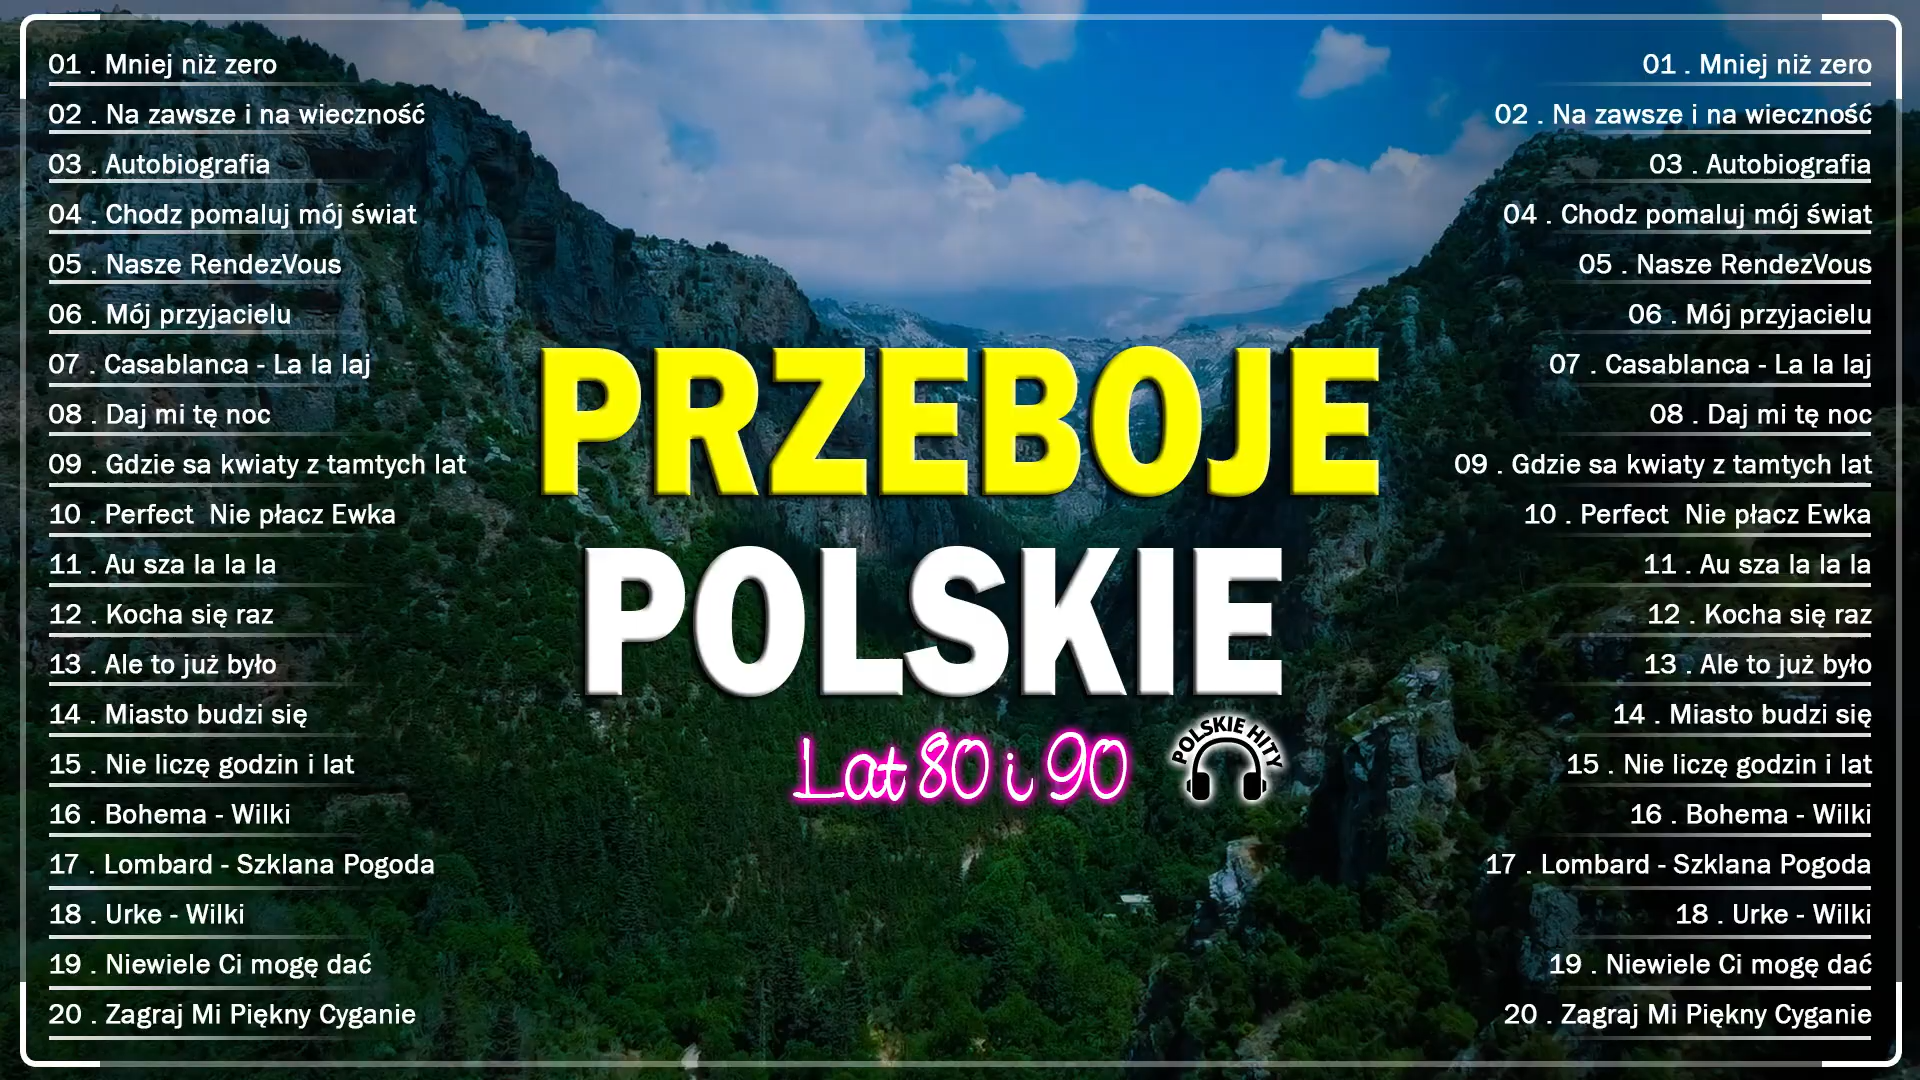 01 . Mniej niż zero
02 . Na zawsze i na wieczność
03 . Autobiografia
04 . Chodz pomaluj mój świat
05 . Nasze RendezVous
06 . Mój przyjacielu
07 . Casablanca - La la laj
08 . Daj mi tę noc
09 . Gdzie sa kwiaty z tamtych lat
10 . Perfect  Nie płacz Ewka
11 . Au sza la la la
12 . Kocha się raz
13 . Ale to już było
14 . Miasto budzi się
15 . Nie liczę godzin i lat
16 . Bohema - Wilki
17 . Lombard - Szklana Pogoda
18 . Urke - Wilki
19 . Niewiele Ci mogę dać
20 . Zagraj Mi Piękny Cyganie
PRZEBOJE
POLSKIE
Lat 80 i 90
POLSKIE HITY
01 . Mniej niż zero
02 . Na zawsze i na wieczność
03 . Autobiografia
04 . Chodz pomaluj mój świat
05 . Nasze RendezVous
06 . Mój przyjacielu
07 . Casablanca - La la laj
08 . Daj mi tę noc
09 . Gdzie sa kwiaty z tamtych lat
10 . Perfect  Nie płacz Ewka
11 . Au sza la la la
12 . Kocha się raz
13 . Ale to już było
14 . Miasto budzi się
15 . Nie liczę godzin i lat
16 . Bohema - Wilki
17 . Lombard - Szklana Pogoda
18 . Urke - Wilki
19 . Niewiele Ci mogę dać
20 . Zagraj Mi Piękny Cyganie